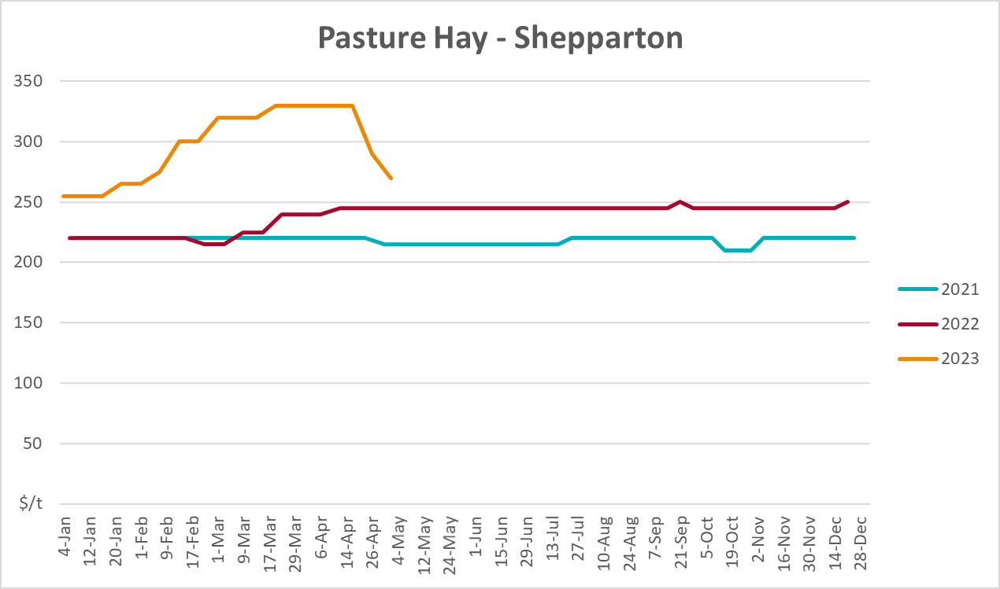 Pasture Hay - Shepparton
350
300
250
200
150
100
50
$/t
4-Jan
12-Jan
20-Jan
1-Feb
9-Feb
17-Feb
1-Mar
9-Mar
17-Mar
29-Mar
6-Apr
14-Apr
26-Apr
4-May
12-May
24-May
1-Jun
15-Jun
29-Jun
13-Jul
27-Jul
10-Aug
24-Aug
7-Sep
21-Sep
5-Oct
19-Oct
2-Nov
16-Nov
30-Nov
14-Dec
28-Dec
2021
2022
2023